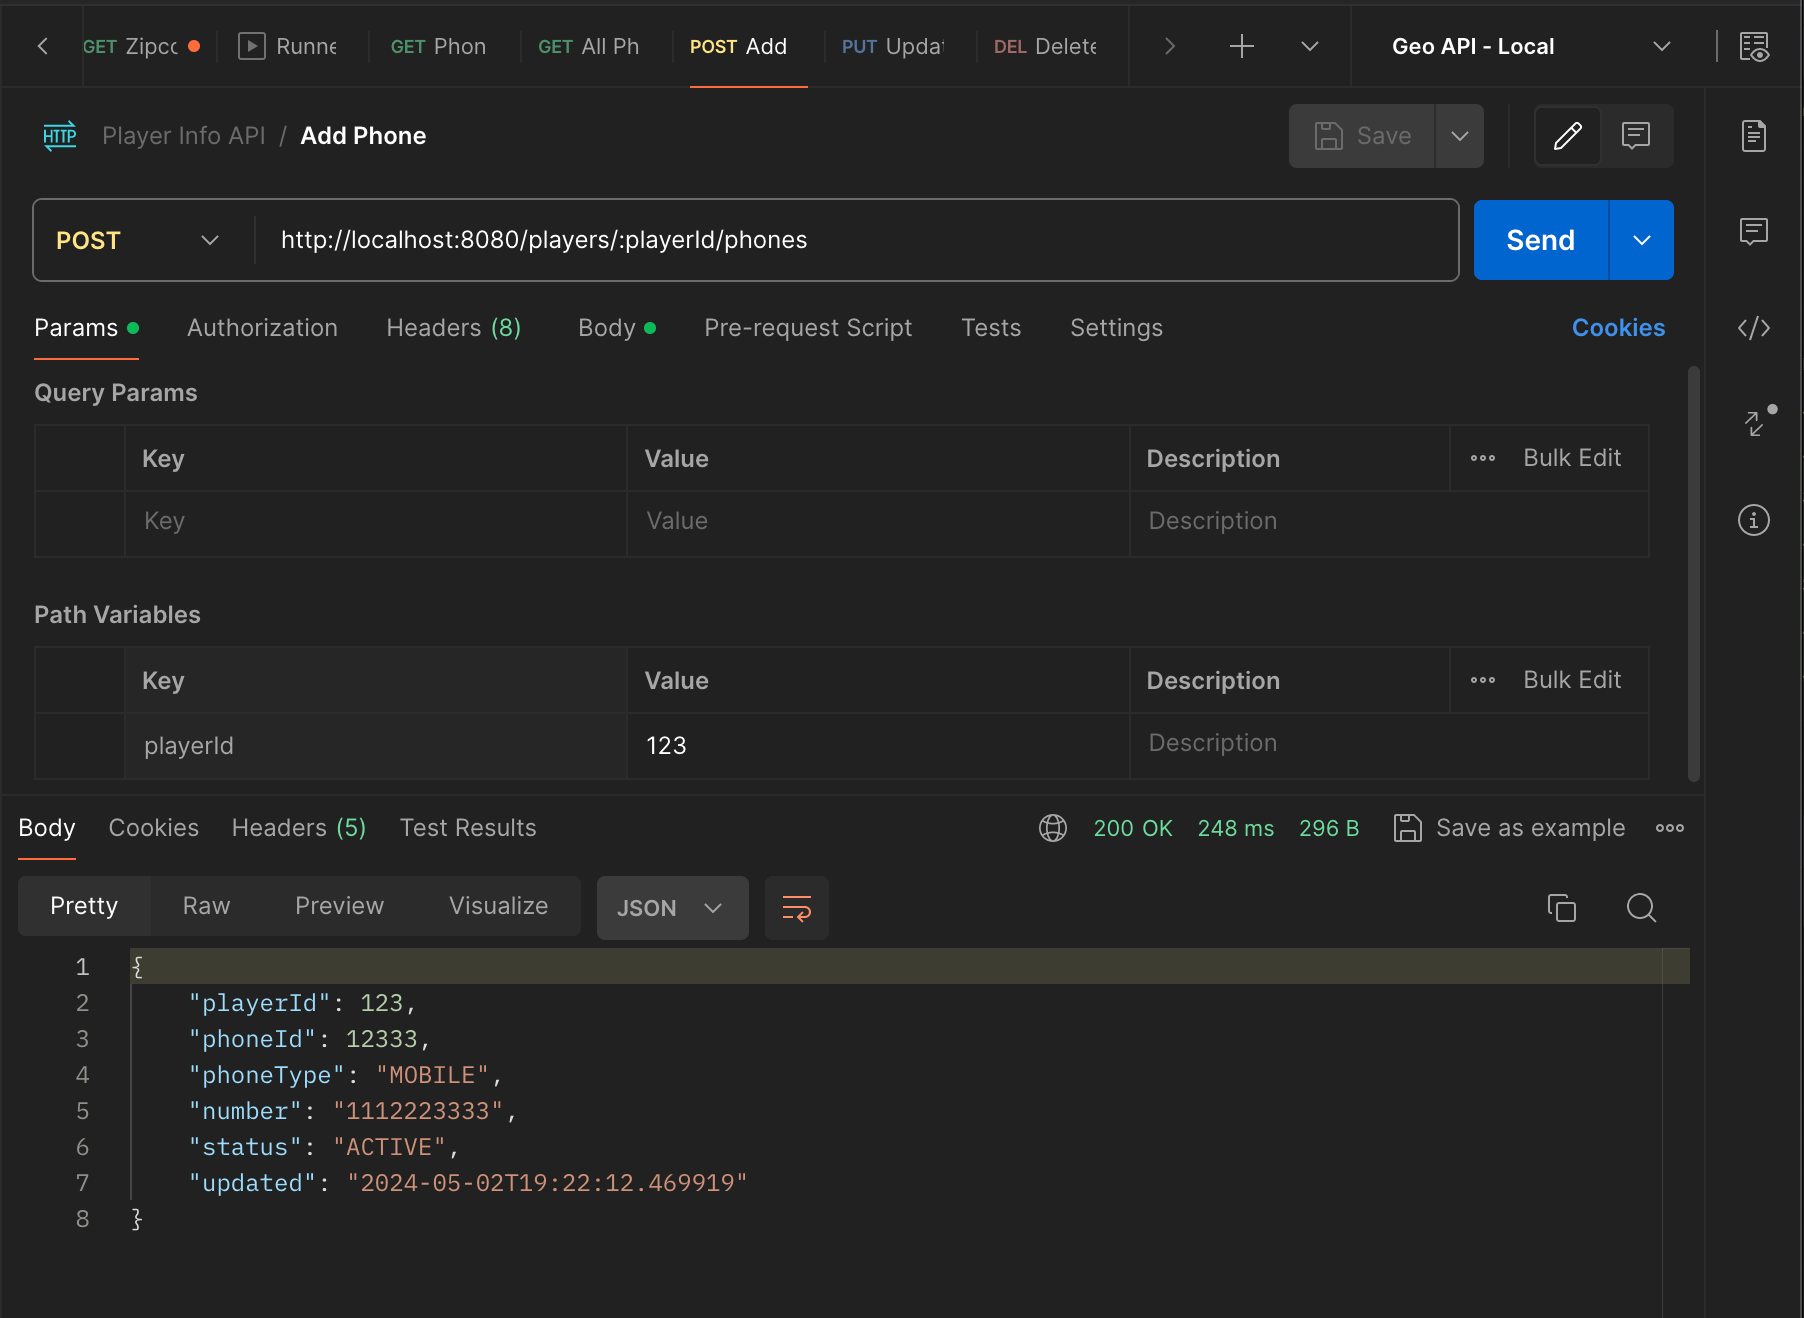 GET Zipcc Runne GET Phon GET All Ph POST Add PUT Updat DEL Delete Geo API - Local
HTTP Player Info API / Add Phone Save
POST http://localhost:8080/players/:playerId/phones Send
Params Authorization Headers (8) Body Pre-request Script Tests Settings Cookies
Query Params
Key Value Description Bulk Edit
Key Value Description
Path Variables
Key Value Description Bulk Edit
playerId 123 Description
Body Cookies Headers (5) Test Results 200 OK 248 ms 296 B Save as example
Pretty Raw Preview Visualize JSON
1 {
2 "playerId": 123,
3 "phoneId": 12333,
4 "phoneType": "MOBILE",
5 "number": "1112223333",
6 "status": "ACTIVE",
7 "updated": "2024-05-02T19:22:12.469919"
8 }